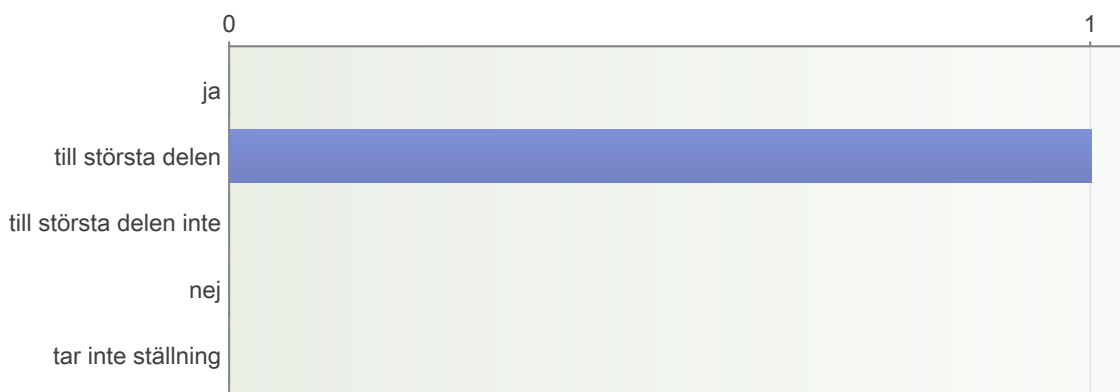 0 1
ja
till största delen
till största delen inte
nej
tar inte ställning